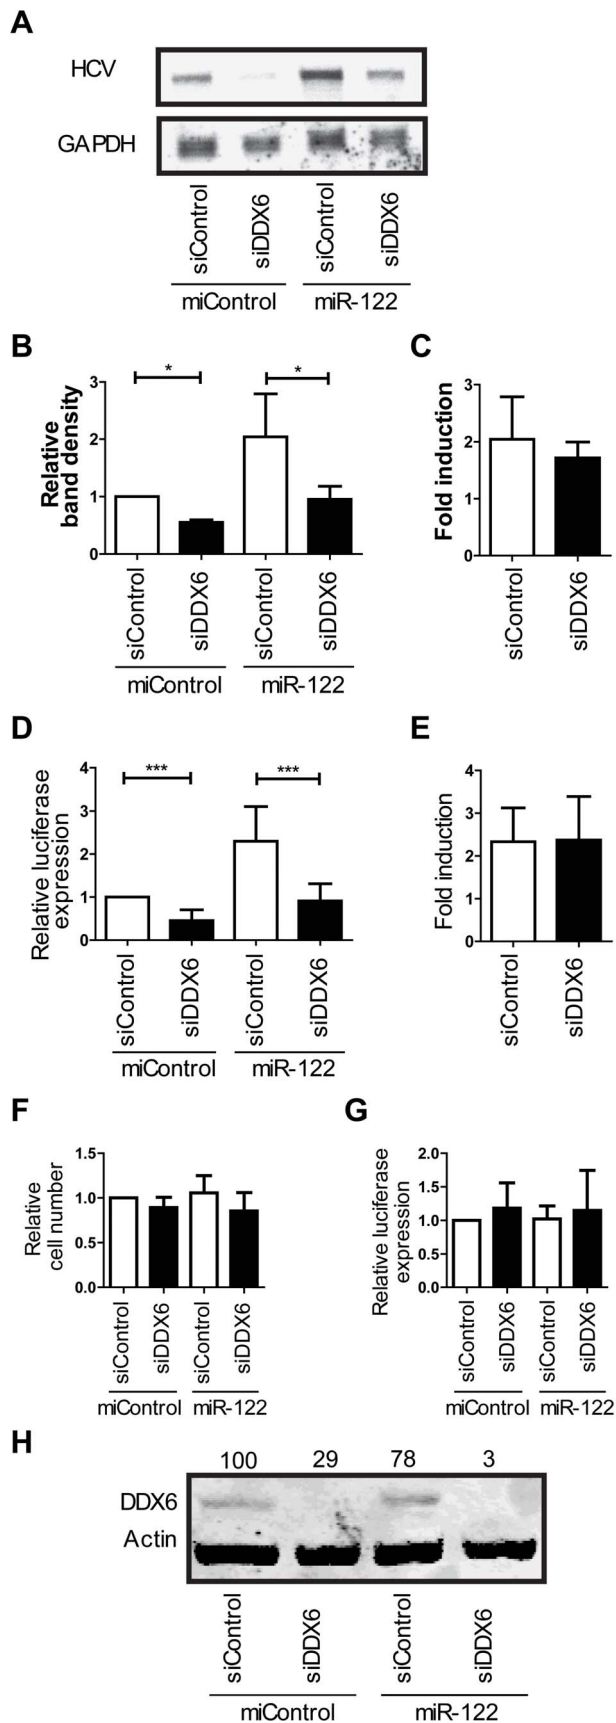 A
HCV
GAPDH
siControl
siDDX6
siControl
siDDX6
miControl
miR-122
B
Relative
band density
3
2
1
0
*
*
siControl
siDDX6
siControl
siDDX6
miControl
miR-122
C
Fold induction
3
2
1
0
siControl
siDDX6
D
Relative luciferase
expression
4
3
2
1
0
***
***
siControl
siDDX6
siControl
siDDX6
miControl
miR-122
E
Fold induction
4
3
2
1
0
siControl
siDDX6
F
Relative
cell number
1.5
1.0
0.5
0.0
siControl
siDDX6
siControl
siDDX6
miControl
miR-122
G
Relative luciferase
expression
2.0
1.5
1.0
0.5
0.0
siControl
siDDX6
siControl
siDDX6
miControl
miR-122
H
100 29 78 3
DDX6
Actin
siControl
siDDX6
siControl
siDDX6
miControl
miR-122